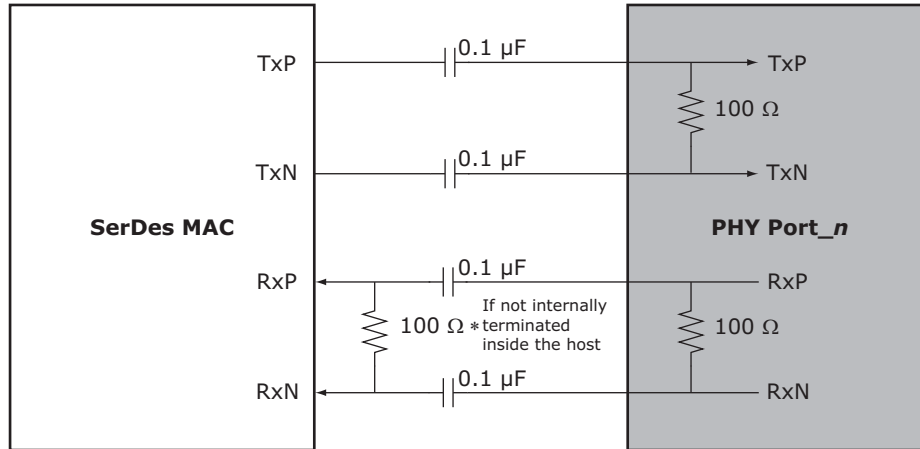 0.1 µF
TxP
TxP
100 Ω
0.1 µF
TxN
TxN
SerDes MAC
PHY Port_n
0.1 µF
RxP
RxP
100 Ω *
If not internally
terminated
inside the host
100 Ω
0.1 µF
RxN
RxN